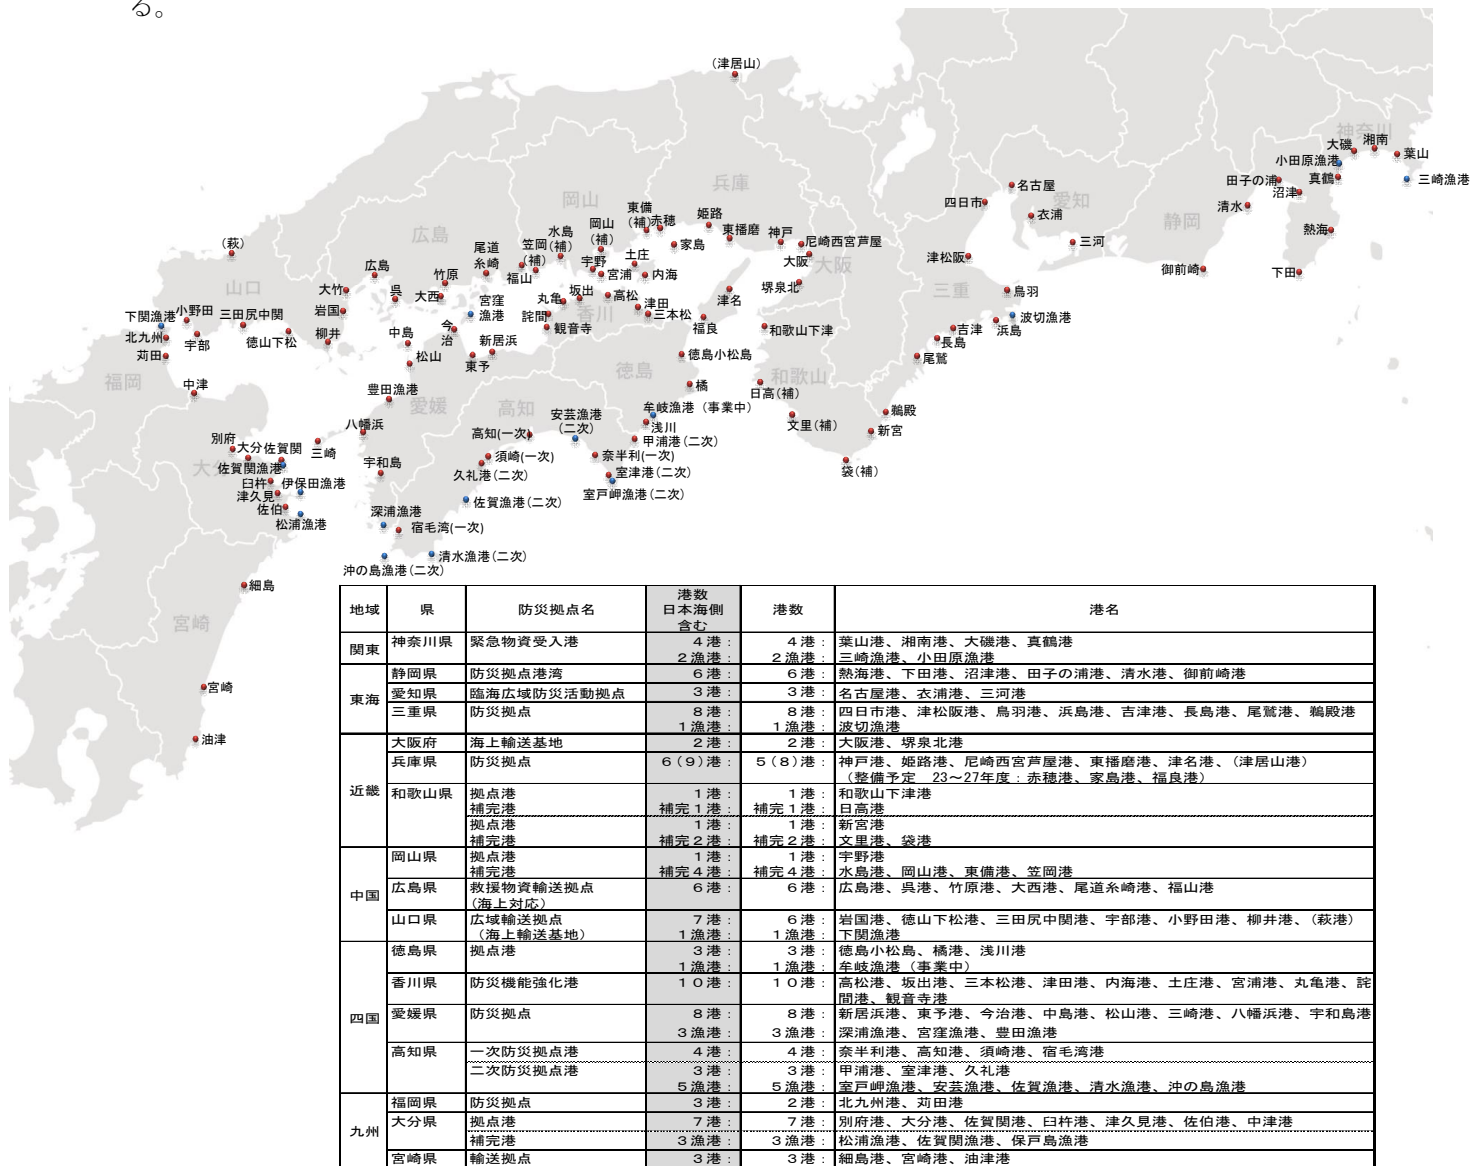 る。
(津居山)
神奈川
湘南
大磯
葉山
小田原漁港
三崎漁港
真鶴
田子の浦
沼津
清水
熱海
静岡
御前崎
下田
名古屋
愛知
四日市
衣浦
三河
津松阪
三重
鳥羽
波切漁港
浜島
吉津
長島
尾鷲
鵜殿
新宮
兵庫
岡山
広島
東備
(補)
赤穂
姫路
東播磨
神戸
尼崎西宮芦屋
家島
大阪
大阪
堺泉北
水島
(補)
岡山
(補)
笠岡
(補)
尾道
糸崎
福山
宇野
土庄
宮浦
内海
津名
(萩)
山口
広島
竹原
大竹
呉
大西
宮窪
漁港
丸亀
坂出
高松
香川
津田
三本松
詫間
観音寺
福良
和歌山下津
下関漁港
小野田
三田尻中関
岩国
北九州
宇部
徳山下松
柳井
中島
今治
新居浜
苅田
松山
東予
徳島
徳島小松島
和歌山
福岡
中津
豊田漁港
愛媛
高知
橘
日高(補)
安芸漁港
(二次)
牟岐漁港（事業中）
浅川
文里(補)
八幡浜
高知(一次)
甲浦港(二次)
別府
大分
佐賀関
三崎
須崎(一次)
奈半利(一次)
袋(補)
佐賀関漁港
宇和島
久礼港(二次)
室津港(二次)
臼杵
伊保田漁港
室戸岬漁港(二次)
津久見
佐賀漁港(二次)
佐伯
松浦漁港
深浦漁港
宿毛湾(一次)
清水漁港(二次)
沖の島漁港(二次)
細島
宮崎
宮崎
油津
地域 県 防災拠点名 港数 日本海側 含む 港数 港名
関東 神奈川県 緊急物資受入港 4港： 4港： 葉山港、湘南港、大磯港、真鶴港
2漁港： 2漁港： 三崎漁港、小田原漁港
東海 静岡県 防災拠点港湾 6港： 6港： 熱海港、下田港、沼津港、田子の浦港、清水港、御前崎港
愛知県 臨海広域防災活動拠点 3港： 3港： 名古屋港、衣浦港、三河港
三重県 防災拠点 8港： 8港： 四日市港、津松阪港、鳥羽港、浜島港、吉津港、長島港、尾鷲港、鵜殿港
1漁港： 1漁港： 波切漁港
近畿 大阪府 海上輸送基地 2港： 2港： 大阪港、堺泉北港
兵庫県 防災拠点 6(9)港： 5(8)港： 神戸港、姫路港、尼崎西宮芦屋港、東播磨港、津名港、(津居山港)
（整備予定 23～27年度：赤穂港、家島港、福良港）
和歌山県 拠点港 1港： 1港： 和歌山下津港
補完港 補完1港： 補完1港： 日高港
拠点港 1港： 1港： 新宮港
補完港 補完2港： 補完2港： 文里港、袋港
中国 岡山県 拠点港 1港： 1港： 宇野港
補完港 補完4港： 補完4港： 水島港、岡山港、東備港、笠岡港
広島県 救援物資輸送拠点 6港： 6港： 広島港、呉港、竹原港、大西港、尾道糸崎港、福山港
(海上対応)
山口県 広域輸送拠点 7港： 6港： 岩国港、徳山下松港、三田尻中関港、宇部港、小野田港、柳井港、(萩港)
（海上輸送基地） 1漁港： 1漁港： 下関漁港
四国 徳島県 拠点港 3港： 3港： 徳島小松島、橘港、浅川港
1漁港： 1漁港： 牟岐漁港（事業中）
香川県 防災機能強化港 10港： 10港： 高松港、坂出港、三本松港、津田港、内海港、土庄港、宮浦港、丸亀港、詫
間港、観音寺港
愛媛県 防災拠点 8港： 8港： 新居浜港、東予港、今治港、中島港、松山港、三崎港、八幡浜港、宇和島港
3漁港： 3漁港： 深浦漁港、宮窪漁港、豊田漁港
高知県 一次防災拠点港 4港： 4港： 奈半利港、高知港、須崎港、宿毛湾港
二次防災拠点港 3港： 3港： 甲浦港、室津港、久礼港
5漁港： 5漁港： 室戸岬漁港、安芸漁港、佐賀漁港、清水漁港、沖の島漁港
九州 福岡県 防災拠点 3港： 2港： 北九州港、苅田港
大分県 拠点港 7港： 7港： 別府港、大分港、佐賀関港、臼杵港、津久見港、佐伯港、中津港
補完港 3漁港： 3漁港： 松浦漁港、佐賀関漁港、保戸島漁港
宮崎県 輸送拠点 3港： 3港： 細島港、宮崎港、油津港